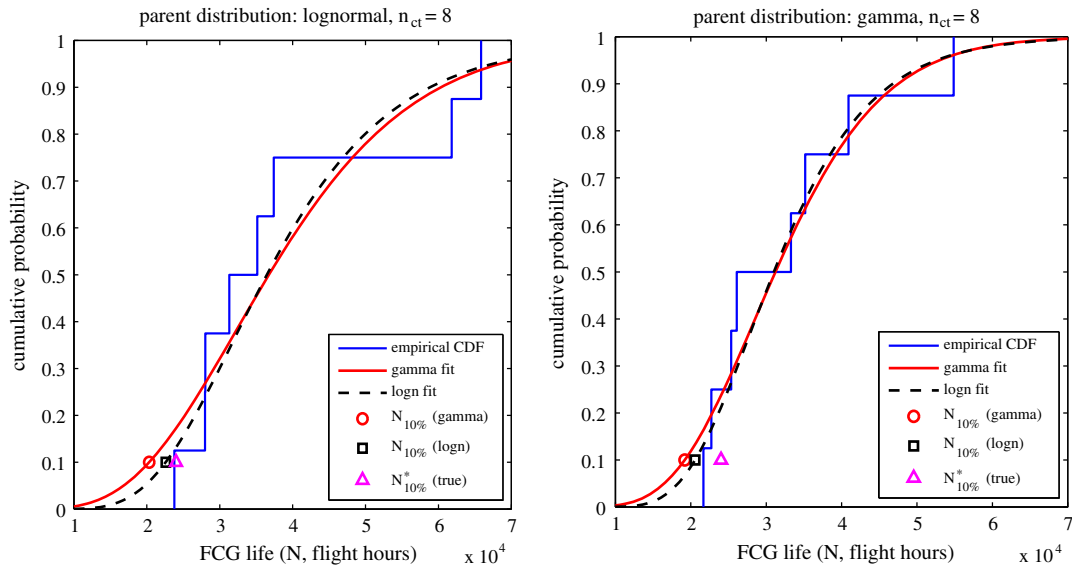 parent distribution: lognormal, n_ct = 8
cumulative probability
1
0.9
0.8
0.7
0.6
0.5
0.4
0.3
0.2
0.1
0
empirical CDF
gamma fit
logn fit
N_10% (gamma)
N_10% (logn)
N*_10% (true)
1 2 3 4 5 6 7
FCG life (N, flight hours)
x 10^4
parent distribution: gamma, n_ct = 8
cumulative probability
1
0.9
0.8
0.7
0.6
0.5
0.4
0.3
0.2
0.1
0
empirical CDF
gamma fit
logn fit
N_10% (gamma)
N_10% (logn)
N*_10% (true)
1 2 3 4 5 6 7
FCG life (N, flight hours)
x 10^4